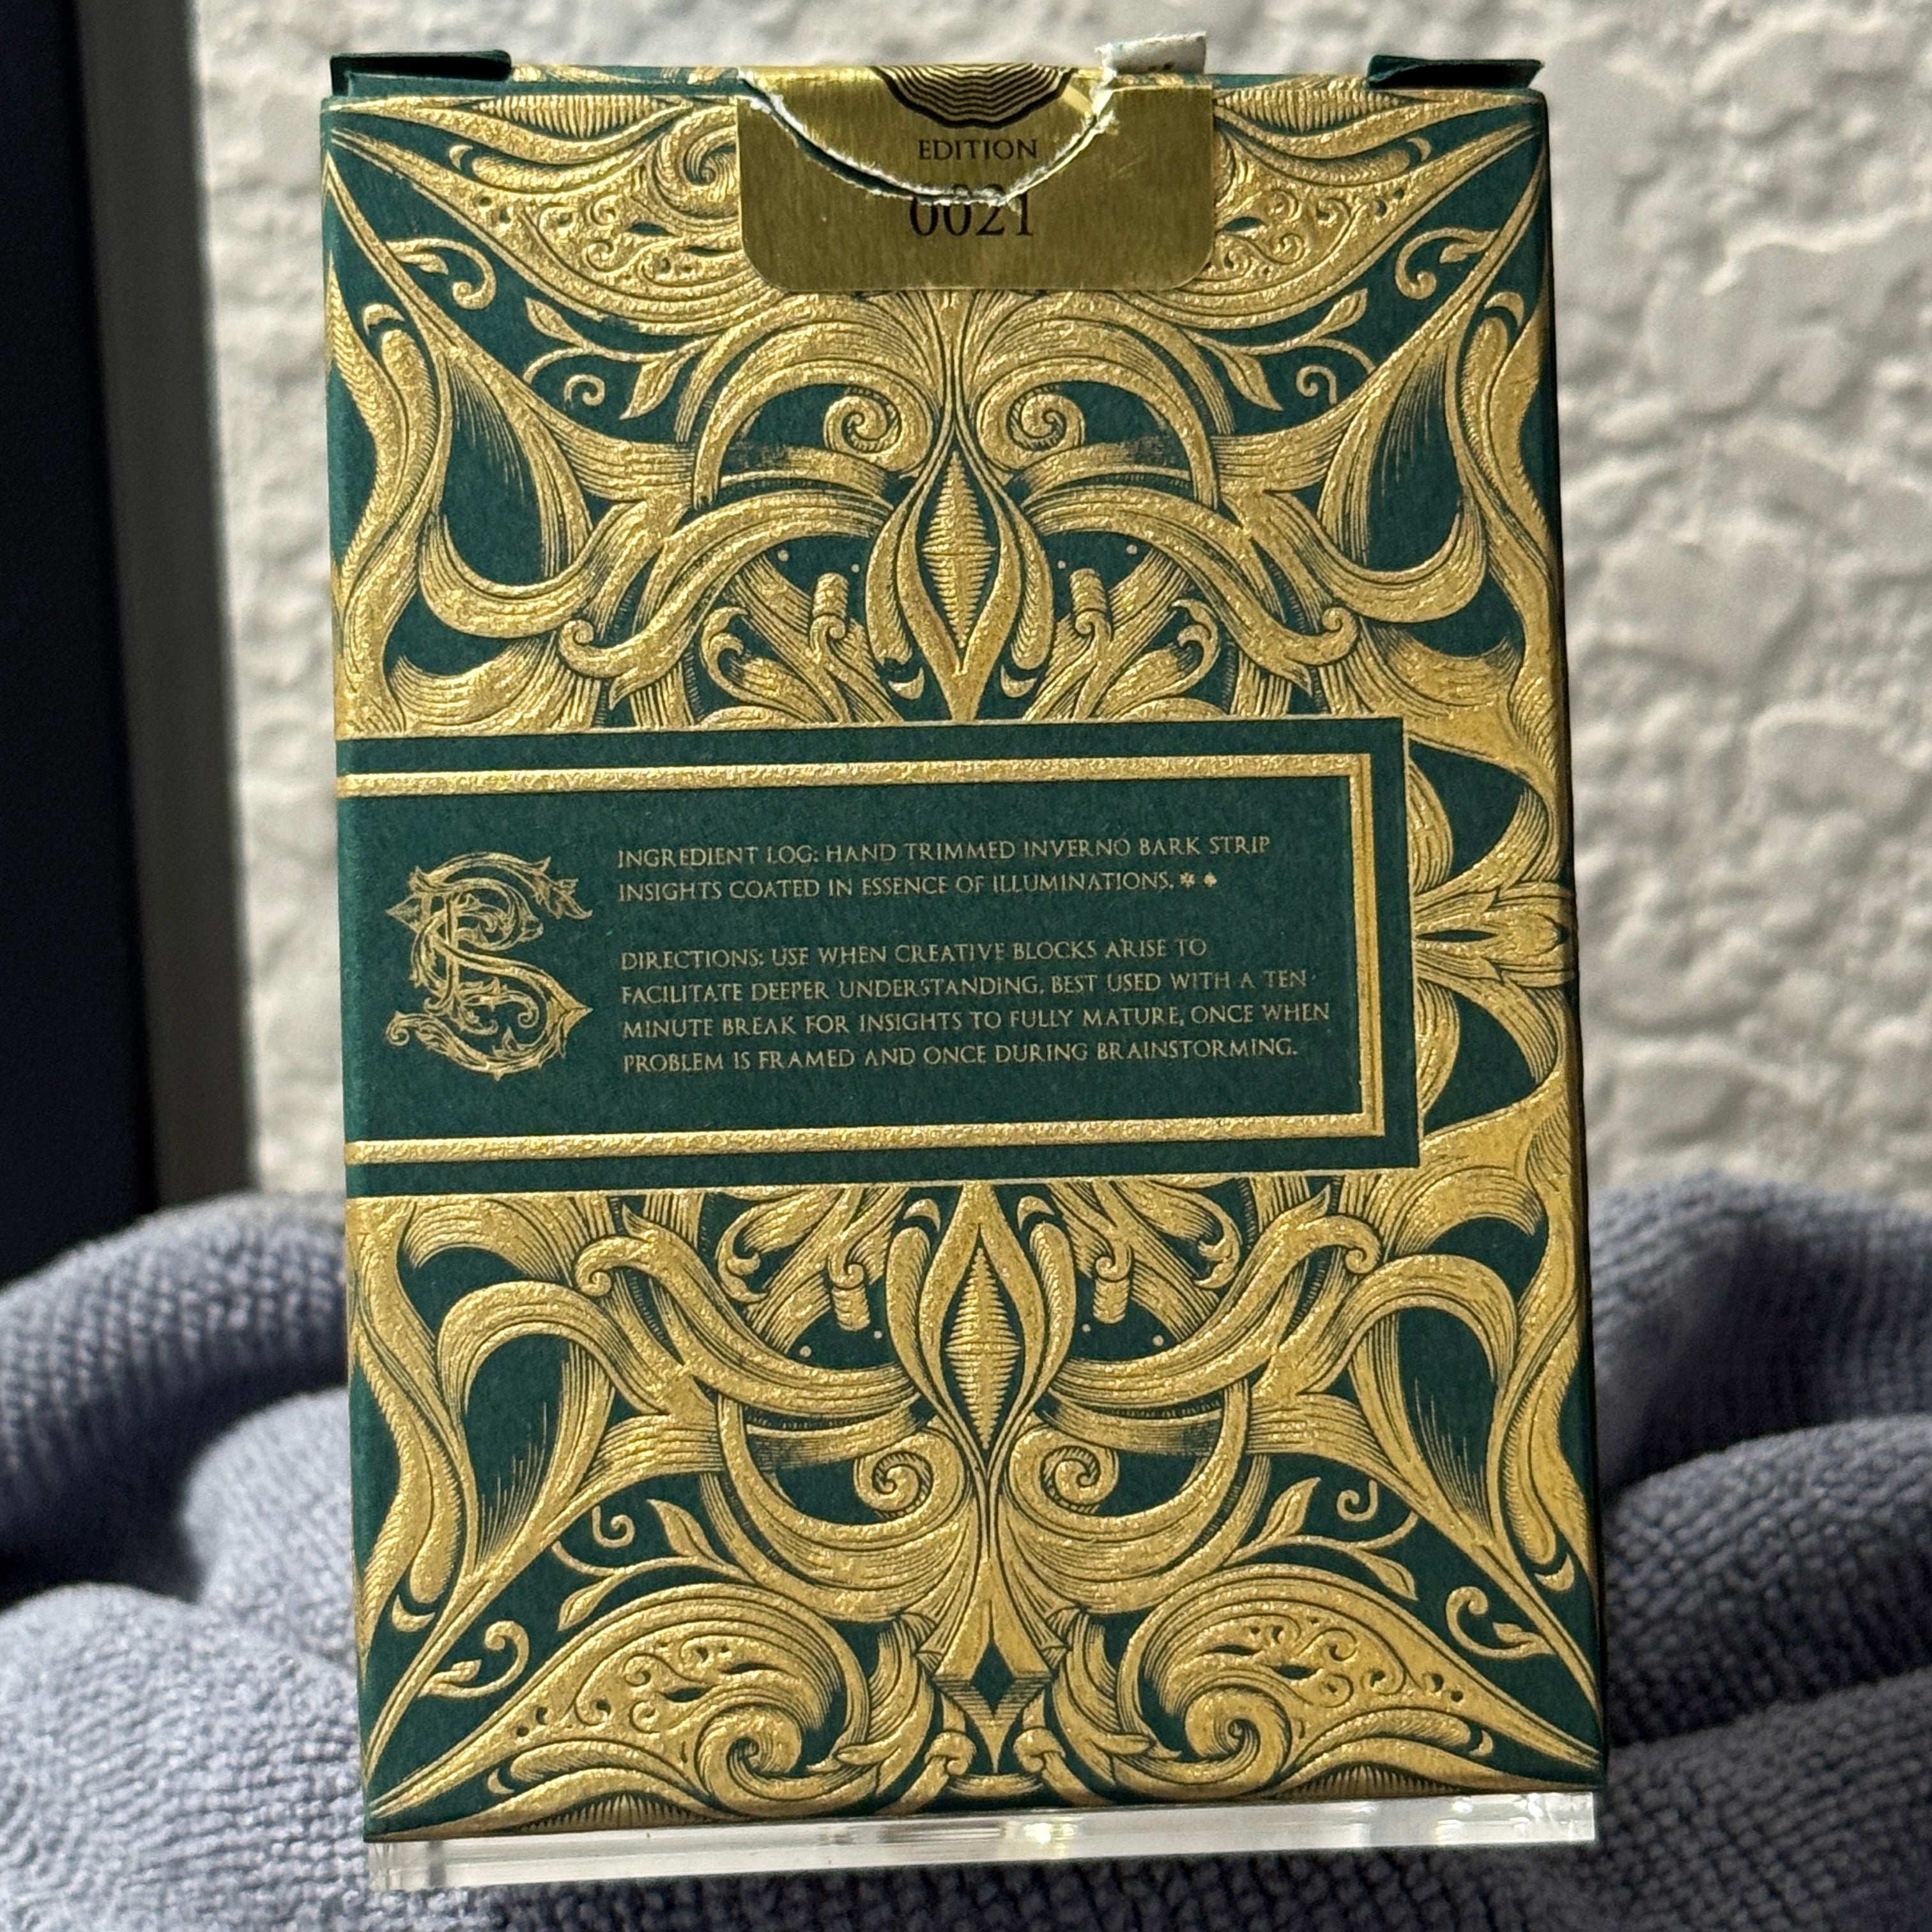 EDITION
0021
INGREDIENT LOG: HAND TRIMMED INVERNO BARK STRIP
INSIGHTS COATED IN ESSENCE OF ILLUMINATIONS.
DIRECTIONS: USE WHEN CREATIVE BLOCKS ARISE TO
FACILITATE DEEPER UNDERSTANDING, BEST USED WITH A TEN-
MINUTE BREAK FOR INSIGHTS TO FULLY MATURE, ONCE WHEN
PROBLEM IS FRAMED AND ONCE DURING BRAINSTORMING.